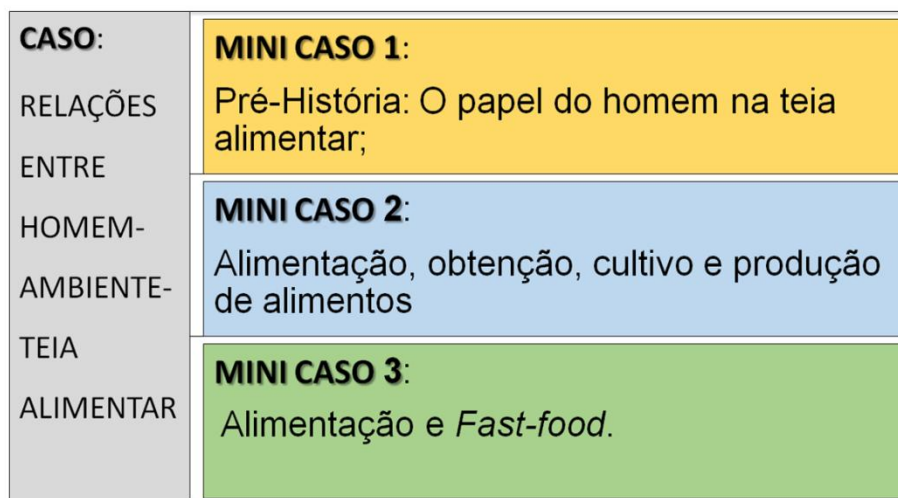 CASO:
RELAÇÕES
ENTRE
HOMEM-
AMBIENTE-
TEIA
ALIMENTAR
MINI CASO 1:
Pré-História: O papel do homem na teia
alimentar;
MINI CASO 2:
Alimentação, obtenção, cultivo e produção
de alimentos
MINI CASO 3:
Alimentação e Fast-food.